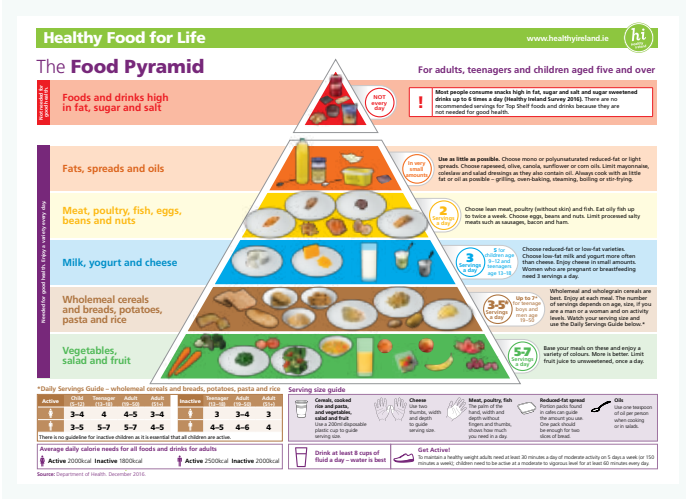 Healthy Food for Life
www.healthyireland.ie
hi
The Food Pyramid
For adults, teenagers and children aged five and over
Not needed for
good health.
Foods and drinks high
in fat, sugar and salt
NOT
every
day
!
Most people consume snacks high in fat, sugar and salt and sugar sweetened
drinks up to 6 times a day (Healthy Ireland Survey 2016). There are no
recommended servings for Top Shelf foods and drinks because they are
not needed for good health.
Needed for good health. Enjoy a variety every day.
Fats, spreads and oils
In very
small
amounts
Use as little as possible. Choose mono or polyunsaturated reduced-fat or light
spreads. Choose rapeseed, olive, canola, sunflower or corn oils. Limit mayonnaise,
coleslaw and salad dressings as they also contain oil. Always cook with as little
fat or oil as possible – grilling, oven-baking, steaming, boiling or stir-frying.
Meat, poultry, fish, eggs,
beans and nuts
2
Servings
a day
Choose lean meat, poultry (without skin) and fish. Eat oily fish up
to twice a week. Choose eggs, beans and nuts. Limit processed salty
meats such as sausages, bacon and ham.
Milk, yogurt and cheese
3
Servings
a day
5 for
children age
9–12 and
teenagers
age 13–18
Choose reduced-fat or low-fat varieties.
Choose low-fat milk and yogurt more often
than cheese. Enjoy cheese in small amounts.
Women who are pregnant or breastfeeding
need 3 servings a day.
Wholemeal cereals
and breads, potatoes,
pasta and rice
3-5*
Servings
a day
Up to 7*
for teenage
boys and
men age
19–50
Wholemeal and wholegrain cereals are
best. Enjoy at each meal. The number
of servings depends on age, size, if you
are a man or a woman and on activity
levels. Watch your serving size and
use the Daily Servings Guide below.*
Vegetables,
salad and fruit
5-7
Servings
a day
Base your meals on these and enjoy a
variety of colours. More is better. Limit
fruit juice to unsweetened, once a day.
*Daily Servings Guide – wholemeal cereals and breads, potatoes, pasta and rice
Active Child (5–12) Teenager (13–18) Adult (19–50) Adult (51+) Inactive Teenager (13–18) Adult (19–50) Adult (51+)
3–4 4 4–5 3–4 3 3–4 3
3–5 5–7 5–7 4–5 4–5 4–6 4
There is no guideline for inactive children as it is essential that all children are active.
Average daily calorie needs for all foods and drinks for adults
Active 2000kcal Inactive 1800kcal Active 2500kcal Inactive 2000kcal
Serving size guide
Cereals, cooked
rice and pasta,
and vegetables,
salad and fruit
Use a 200ml disposable
plastic cup to guide
serving size.
Cheese
Use two
thumbs, width
and depth
to guide
serving size.
Meat, poultry, fish
The palm of the
hand, width and
depth without
fingers and thumbs,
shows how much
you need in a day.
Reduced-fat spread
Portion packs found
in cafes can guide
the amount you use.
One pack should
be enough for two
slices of bread.
Oils
Use one teaspoon
of oil per person
when cooking
or in salads.
Drink at least 8 cups of
fluid a day – water is best
Get Active!
To maintain a healthy weight adults need at least 30 minutes a day of moderate activity on 5 days a week (or 150
minutes a week); children need to be active at a moderate to vigorous level for at least 60 minutes every day.
Source: Department of Health. December 2016.